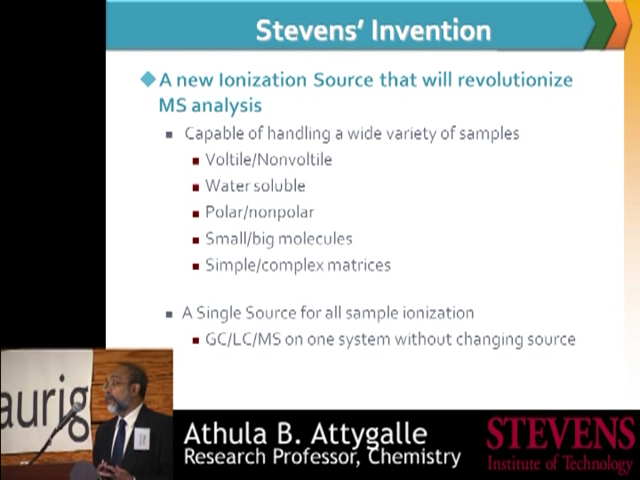 Stevens' Invention
A new Ionization Source that will revolutionize
MS analysis
Capable of handling a wide variety of samples
Voltile/Nonvoltile
Water soluble
Polar/nonpolar
Small/big molecules
Simple/complex matrices
A Single Source for all sample ionization
GC/LC/MS on one system without changing source
aurig
Athula B. Attygalle
Research Professor, Chemistry
STEVENS
Institute of Technology